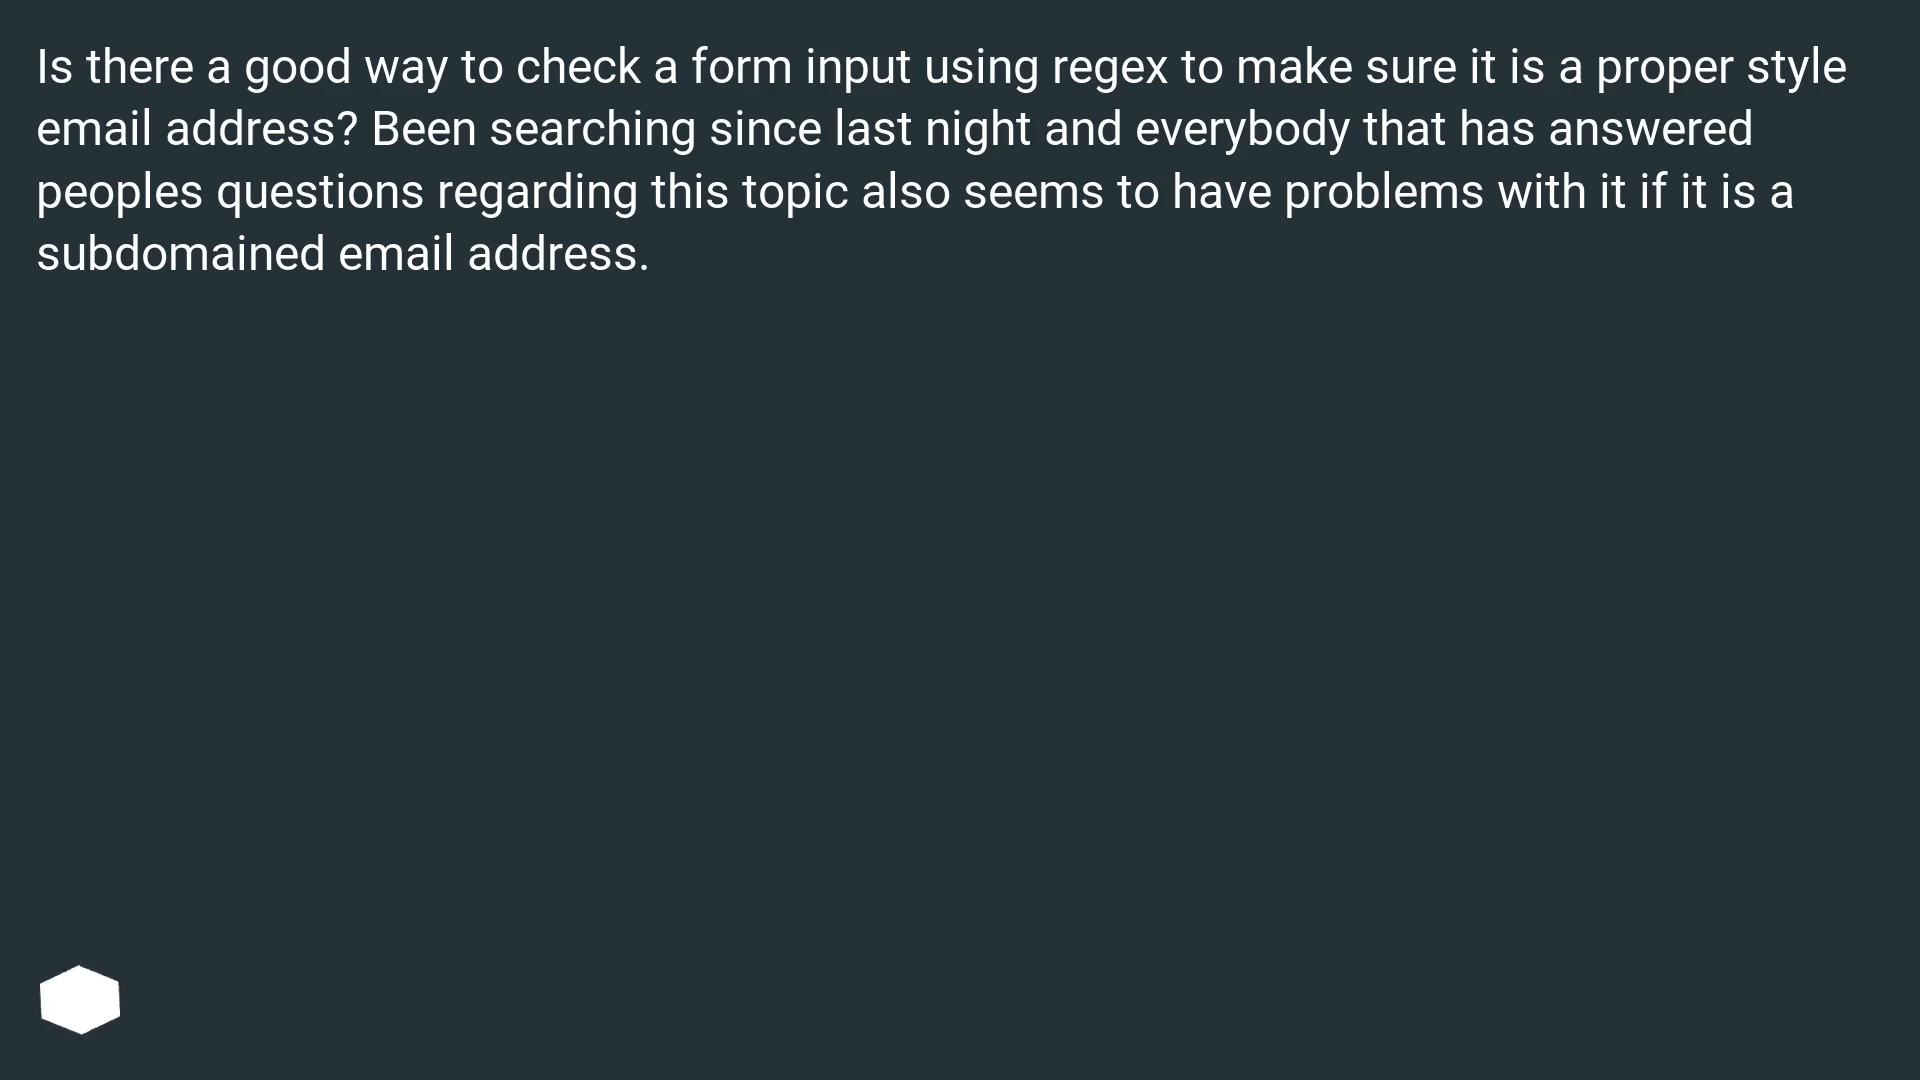 Is there a good way to check a form input using regex to make sure it is a proper style
email address? Been searching since last night and everybody that has answered
peoples questions regarding this topic also seems to have problems with it if it is a
subdomained email address.